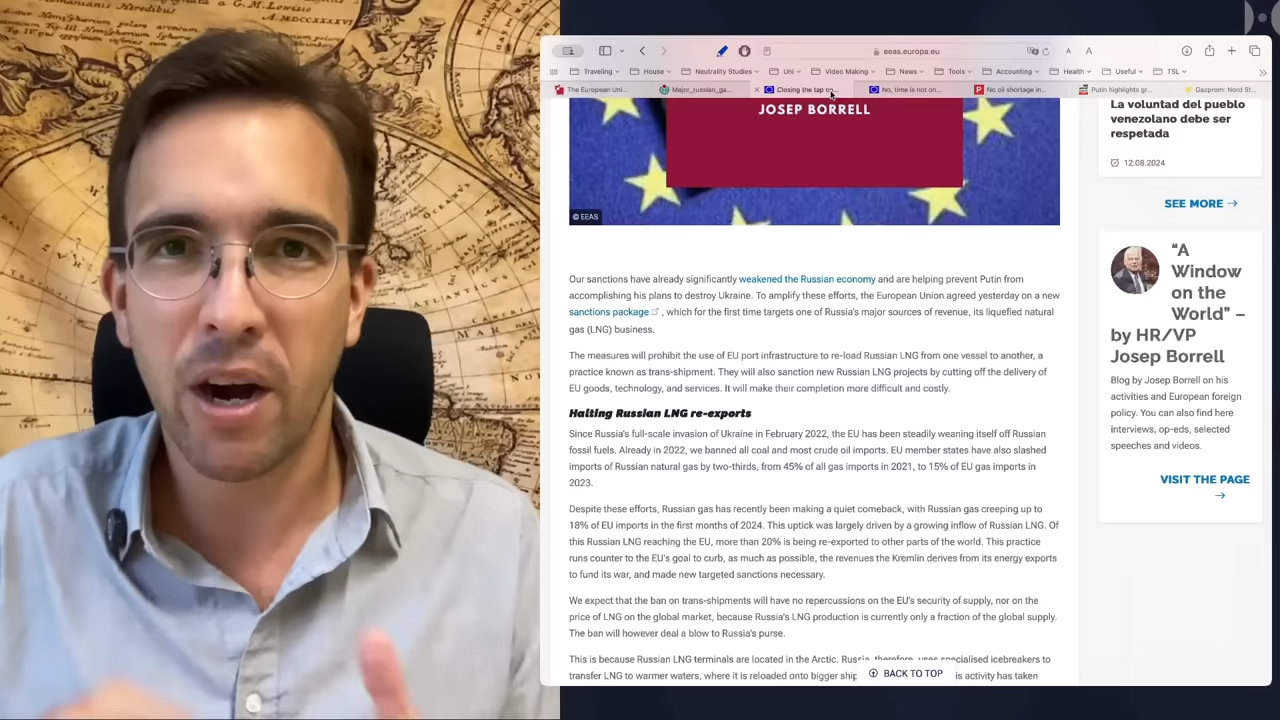 eeas.europa.eu
A
A
Traveling
House
Neutrality Studies
Uni
Video Making
News
Tools
Accounting
Health
Useful
TSL
The European Uni...
Major_russian_ga...
Closing the tap on...
No, time is not on...
No oil shortage in...
Putin highlights gr...
Gazprom: Nord St...
JOSEP BORRELL
© EEAS
Our sanctions have already significantly weakened the Russian economy and are helping prevent Putin from
accomplishing his plans to destroy Ukraine. To amplify these efforts, the European Union agreed yesterday on a new
sanctions package , which for the first time targets one of Russia's major sources of revenue, its liquefied natural
gas (LNG) business.
The measures will prohibit the use of EU port infrastructure to re-load Russian LNG from one vessel to another, a
practice known as trans-shipment. They will also sanction new Russian LNG projects by cutting off the delivery of
EU goods, technology, and services. It will make their completion more difficult and costly.
Halting Russian LNG re-exports
Since Russia's full-scale invasion of Ukraine in February 2022, the EU has been steadily weaning itself off Russian
fossil fuels. Already in 2022, we banned all coal and most crude oil imports. EU member states have also slashed
imports of Russian natural gas by two-thirds, from 45% of all gas imports in 2021, to 15% of EU gas imports in
2023.
Despite these efforts, Russian gas has recently been making a quiet comeback, with Russian gas creeping up to
18% of EU imports in the first months of 2024. This uptick was largely driven by a growing inflow of Russian LNG. Of
this Russian LNG reaching the EU, more than 20% is being re-exported to other parts of the world. This practice
runs counter to the EU's goal to curb, as much as possible, the revenues the Kremlin derives from its energy exports
to fund its war, and made new targeted sanctions necessary.
We expect that the ban on trans-shipments will have no repercussions on the EU's security of supply, nor on the
price of LNG on the global market, because Russia's LNG production is currently only a fraction of the global supply.
The ban will however deal a blow to Russia's purse.
This is because Russian LNG terminals are located in the Arctic. Russia, therefore, uses specialised icebreakers to
transfer LNG to warmer waters, where it is reloaded onto bigger ship
is activity has taken
BACK TO TOP
La voluntad del pueblo
venezolano debe ser
respetada
12.08.2024
SEE MORE
"A
Window
on the
World" –
by HR/VP
Josep Borrell
Blog by Josep Borrell on his
activities and European foreign
policy. You can also find here
interviews, op-eds, selected
speeches and videos.
VISIT THE PAGE